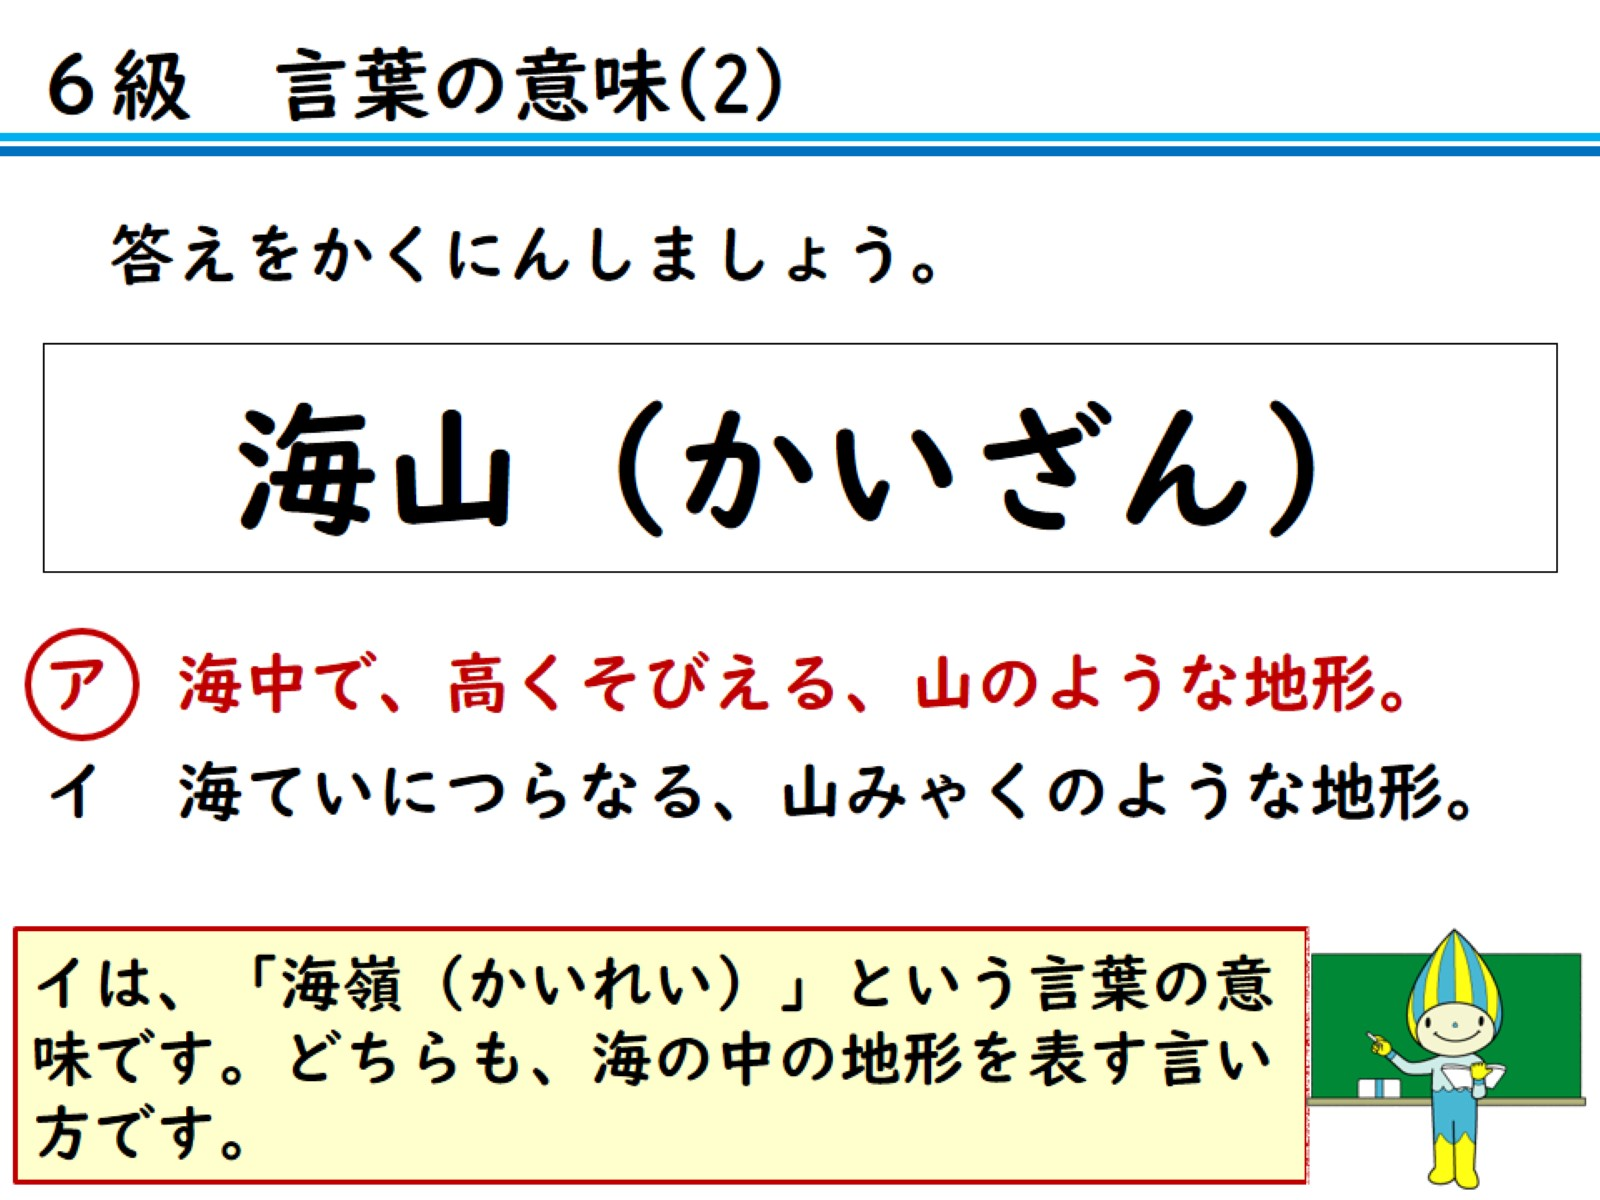 ６級　言葉の意味(2)
答えをかくにんしましょう。
海山（かいざん）
ア　海中で、高くそびえる、山のような地形。
イ　海ていにつらなる、山みゃくのような地形。
イは、「海嶺（かいれい）」という言葉の意
味です。どちらも、海の中の地形を表す言い
方です。